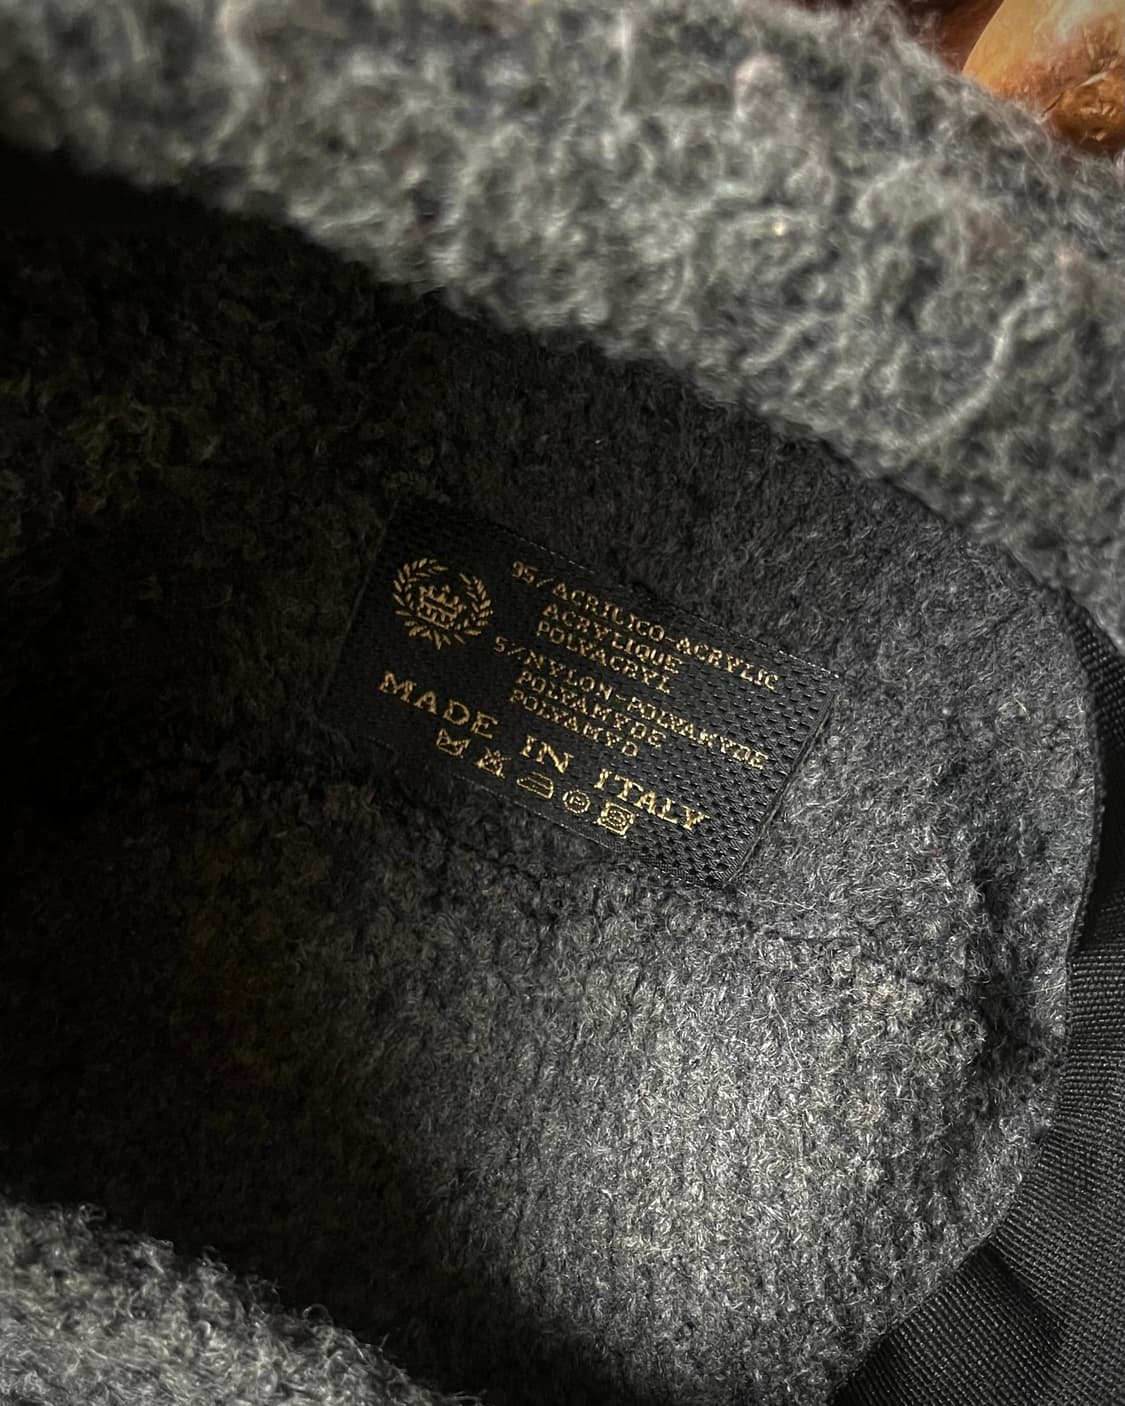 95/ACRILICO-ACRYLIC
ACRYLIQUE
POLYACRYL
5/NYLON-POLYAMYDE
POLYAMYDE
POLYAMYD
MADE IN ITALY